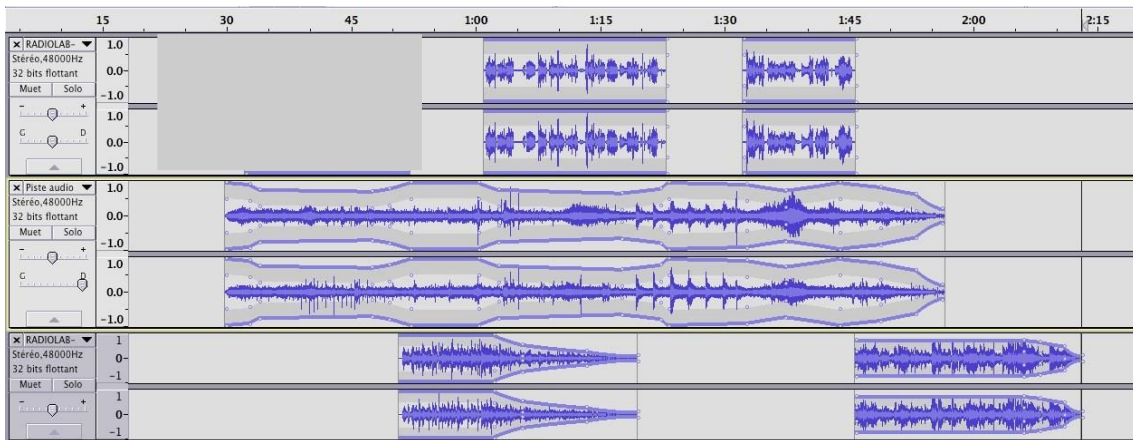 15 30 45 1:00 1:15 1:30 1:45 2:00 2:15
× RADIOLAB- ▼
Stéréo,48000Hz
32 bits flottant
Muet Solo
- +
G D
1.0
0.0-
-1.0
1.0
0.0-
-1.0
× Piste audio ▼
Stéréo,48000Hz
32 bits flottant
Muet Solo
- +
G D
1.0
0.0-
-1.0
1.0
0.0-
-1.0
× RADIOLAB- ▼
Stéréo,48000Hz
32 bits flottant
Muet Solo
- +
1
0-
-1
1
0-
-1